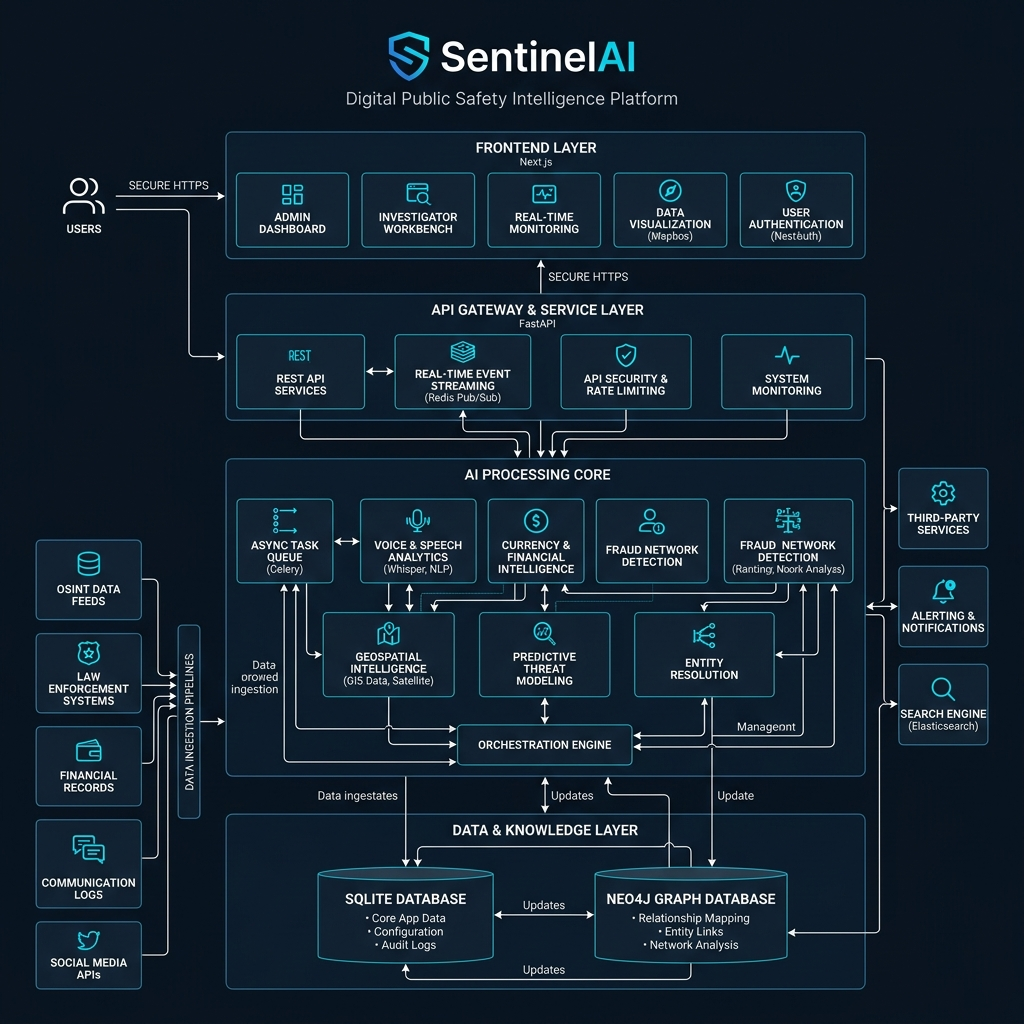 SentinelAI
Digital Public Safety Intelligence Platform
FRONTEND LAYER
Next.js
USERS
SECURE HTTPS
ADMIN
DASHBOARD
INVESTIGATOR
WORKBENCH
REAL-TIME
MONITORING
DATA
VISUALIZATION
(Mapbos)
USER
AUTHENTICATION
SECURE HTTPS
API GATEWAY & SERVICE LAYER
FastAPI
REST
REST API
SERVICES
REAL-TIME EVENT
STREAMING
(Redis Pub/Sub)
API SECURITY &
RATE LIMITING
SYSTEM
MONITORING
AI PROCESSING CORE
ASYNC TASK
QUEUE
(Celery)
VOICE & SPEECH
ANALYTICS
(Whisper, NLP)
CURRENCY &
FINANCIAL
INTELLIGENCE
FRAUD NETWORK
DETECTION
FRAUD NETWORK
DETECTION
(Ranting, Nook Analys)
GEOSPATIAL
INTELLIGENCE
(GIS Data, Satellite)
PREDICTIVE
THREAT
MODELING
ENTITY
RESOLUTION
Data
ingestion
ORCHESTRATION ENGINE
Managemnt
THIRD-PARTY
SERVICES
ALERTING &
NOTIFICATIONS
SEARCH ENGINE
(Elasticsearch)
OSINT DATA
FEEDS
LAW
ENFORCEMENT
SYSTEMS
FINANCIAL
RECORDS
COMMUNICATION
LOGS
SOCIAL MEDIA
APIs
DATA INGESTION PIPELINES
Data ingestates
Updates
Update
DATA & KNOWLEDGE LAYER
SQLITE DATABASE
• Core App Data
• Configuration
• Audit Logs
Updates
NEO4J GRAPH DATABASE
• Relationship Mapping
• Entity Links
• Network Analysis
Updates